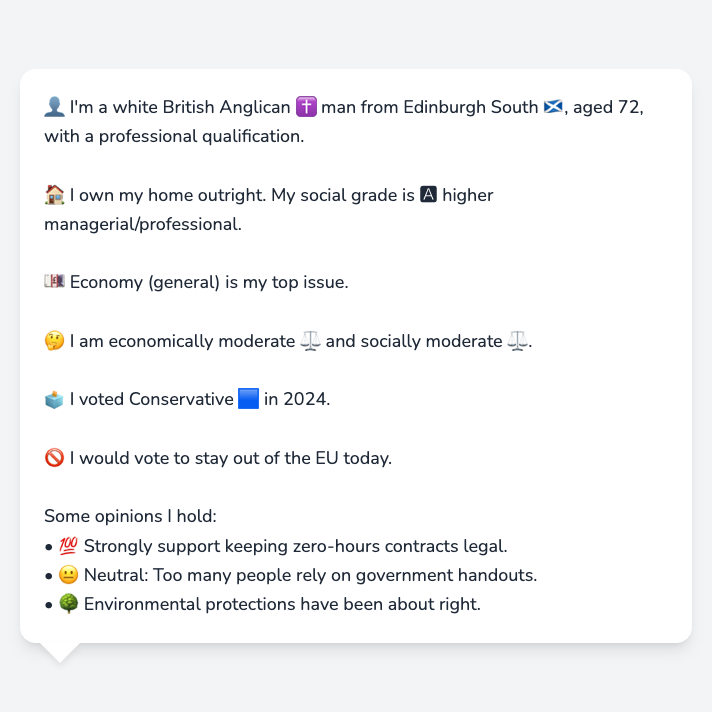 👤 I'm a white British Anglican ✝️ man from Edinburgh South 🏴󠁧󠁢󠁳󠁣󠁴󠁿, aged 72,
with a professional qualification.
🏠 I own my home outright. My social grade is 🅰 higher
managerial/professional.
💷 Economy (general) is my top issue.
🤔 I am economically moderate ⚖️ and socially moderate ⚖️.
🗳️ I voted Conservative 🟦 in 2024.
🚫 I would vote to stay out of the EU today.
Some opinions I hold:
• 💯 Strongly support keeping zero-hours contracts legal.
• 😐 Neutral: Too many people rely on government handouts.
• 🌳 Environmental protections have been about right.